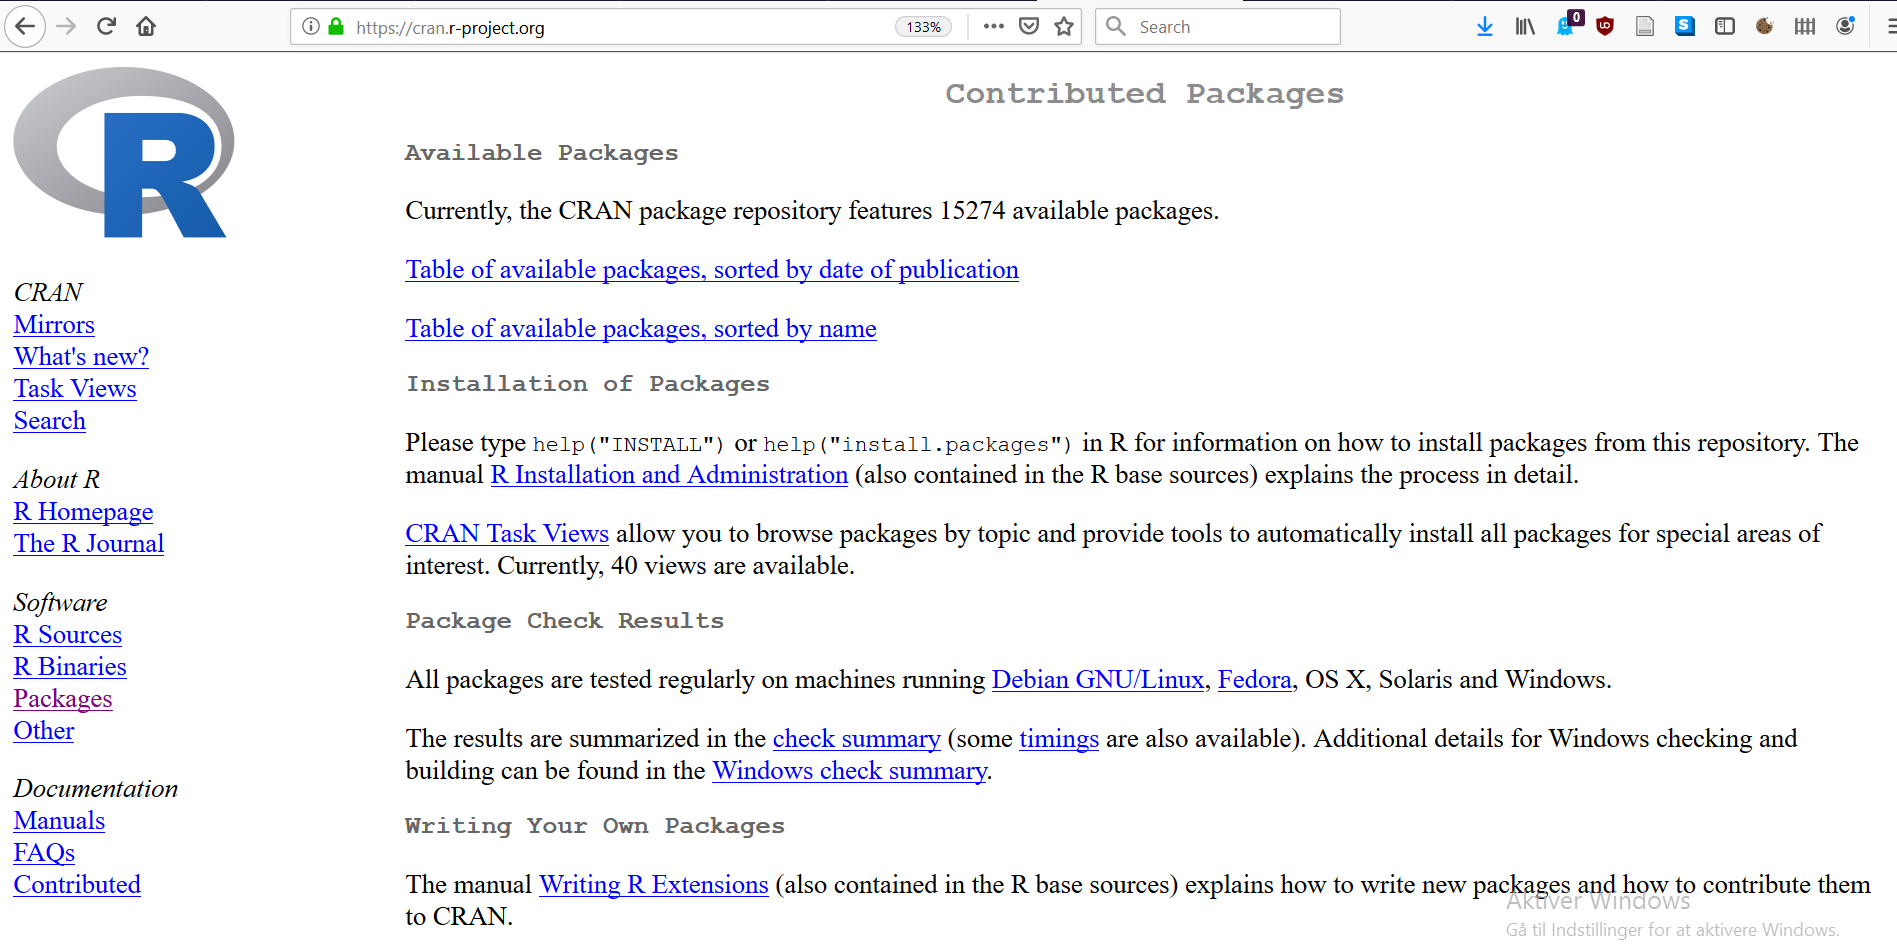 https://cran.r-project.org
133%
Search
0
Contributed Packages
R
CRAN
Mirrors
What's new?
Task Views
Search
About R
R Homepage
The R Journal
Software
R Sources
R Binaries
Packages
Other
Documentation
Manuals
FAQs
Contributed
Available Packages
Currently, the CRAN package repository features 15274 available packages.
Table of available packages, sorted by date of publication
Table of available packages, sorted by name
Installation of Packages
Please type help("INSTALL") or help("install.packages") in R for information on how to install packages from this repository. The
manual R Installation and Administration (also contained in the R base sources) explains the process in detail.
CRAN Task Views allow you to browse packages by topic and provide tools to automatically install all packages for special areas of
interest. Currently, 40 views are available.
Package Check Results
All packages are tested regularly on machines running Debian GNU/Linux, Fedora, OS X, Solaris and Windows.
The results are summarized in the check summary (some timings are also available). Additional details for Windows checking and
building can be found in the Windows check summary.
Writing Your Own Packages
The manual Writing R Extensions (also contained in the R base sources) explains how to write new packages and how to contribute them
to CRAN.
Aktiver Windows
Gå til Indstillinger for at aktivere Windows.